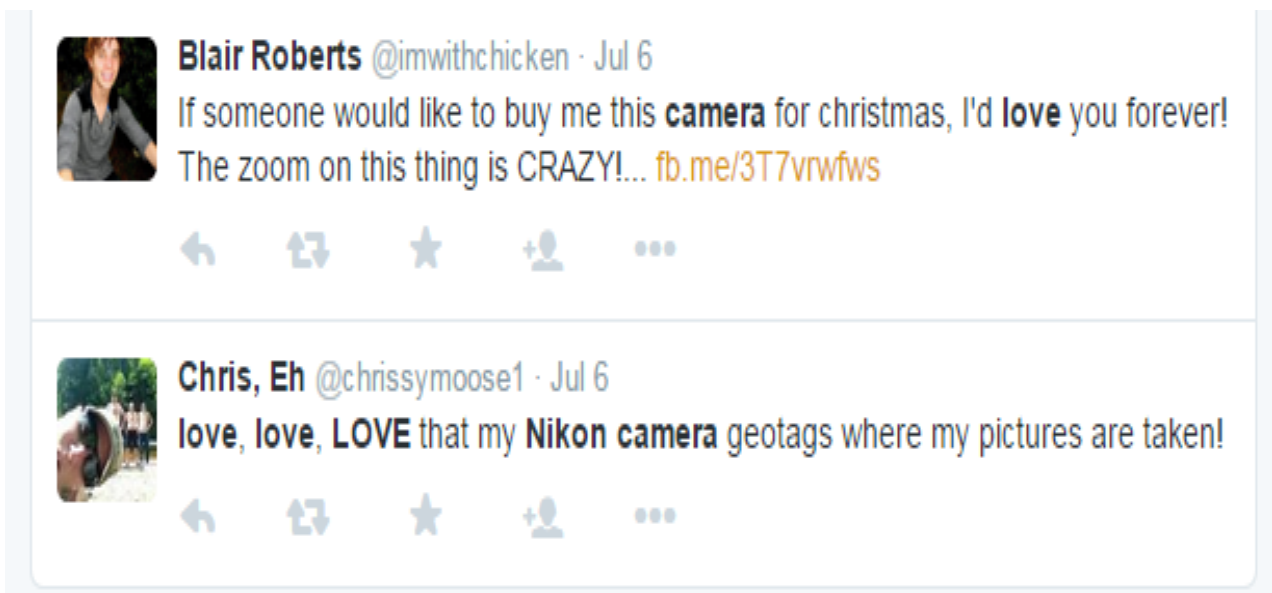 Blair Roberts @imwithchicken · Jul 6
If someone would like to buy me this camera for christmas, I'd love you forever!
The zoom on this thing is CRAZY!... fb.me/3T7vrwfws
Chris, Eh @chrissymoose1 · Jul 6
love, love, LOVE that my Nikon camera geotags where my pictures are taken!